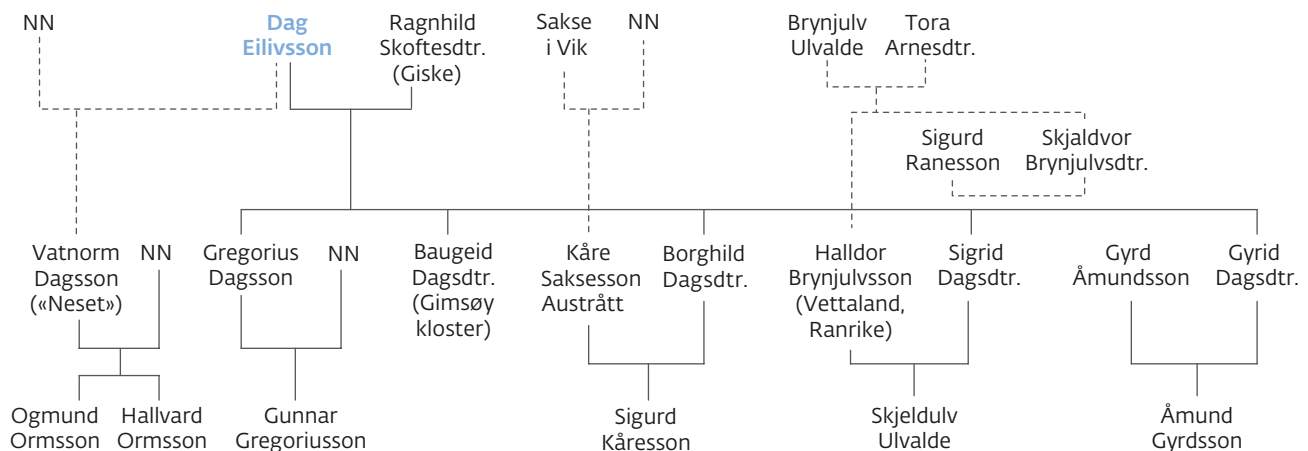 NN
Dag
Eilivsson
Ragnhild
Skoftesdtr.
(Giske)
Sakse
i Vik
NN
Brynjulv
Ulvalde
Tora
Arnesdtr.
Sigurd
Ranesson
Skjaldvor
Brynjulvsdtr.
Vatnorm
Dagsson
(«Neset»)
NN
Gregorius
Dagsson
NN
Baugeid
Dagsdtr.
(Gimsøy
kloster)
Kåre
Saksesson
Austrått
Borghild
Dagsdtr.
Halldor
Brynjulvsson
(Vettaland,
Ranrike)
Sigrid
Dagsdtr.
Gyrd
Åmundsson
Gyrid
Dagsdtr.
Ogmund
Ormsson
Hallvard
Ormsson
Gunnar
Gregoriusson
Sigurd
Kåresson
Skjeldulv
Ulvalde
Åmund
Gyrdsson